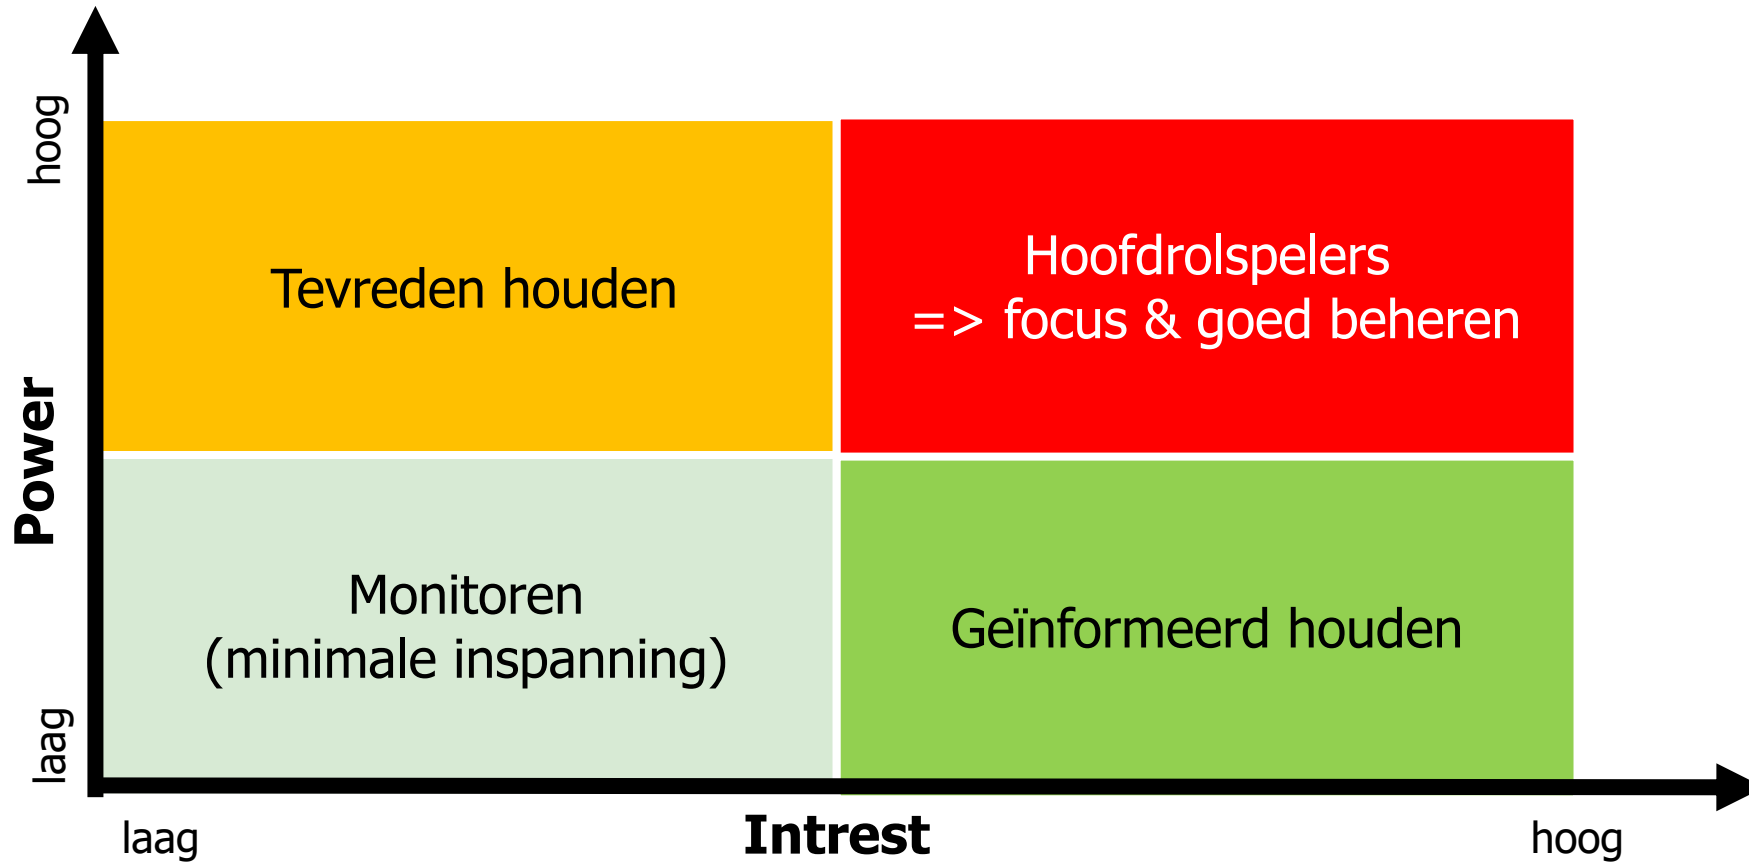 hoog
Tevreden houden
Hoofdrolspelers
=> focus & goed beheren
Power
Monitoren
(minimale inspanning)
Geïnformeerd houden
laag
laag
Intrest
hoog